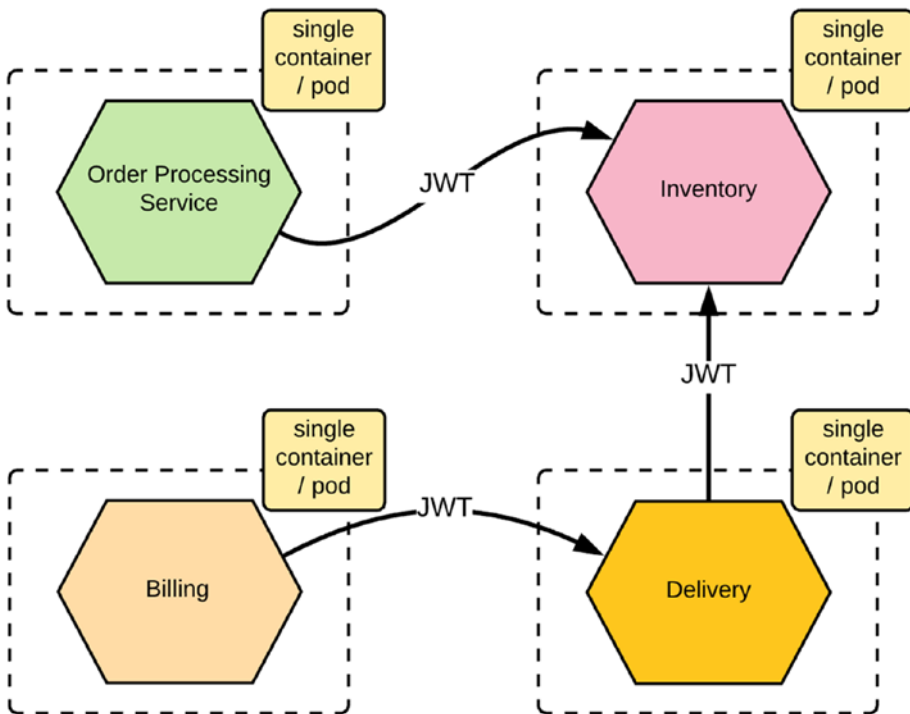 single
container
/ pod
single
container
/ pod
Order Processing
Service
JWT
Inventory
JWT
single
container
/ pod
single
container
/ pod
Billing
JWT
Delivery